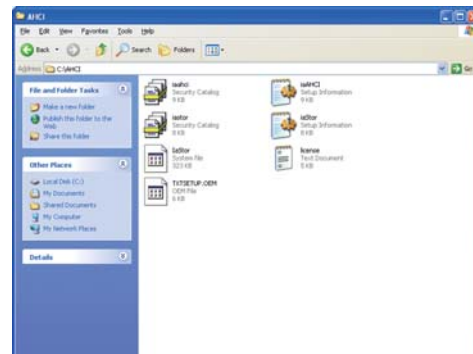 AHCI
File Edit View Favorites Tools Help
Back Search Folders
Address C:\AHCI Go
File and Folder Tasks
Make a new folder
Publish this folder to the Web
Share this folder
Other Places
Local Disk (C:)
My Documents
Shared Documents
My Computer
My Network Places
Details
iaahci
Security Catalog
9 KB
iaAHCI
Setup Information
9 KB
iastor
Security Catalog
8 KB
iaStor
Setup Information
8 KB
IaStor
System file
323 KB
license
Text Document
5 KB
TXTSETUP.OEM
OEM File
6 KB